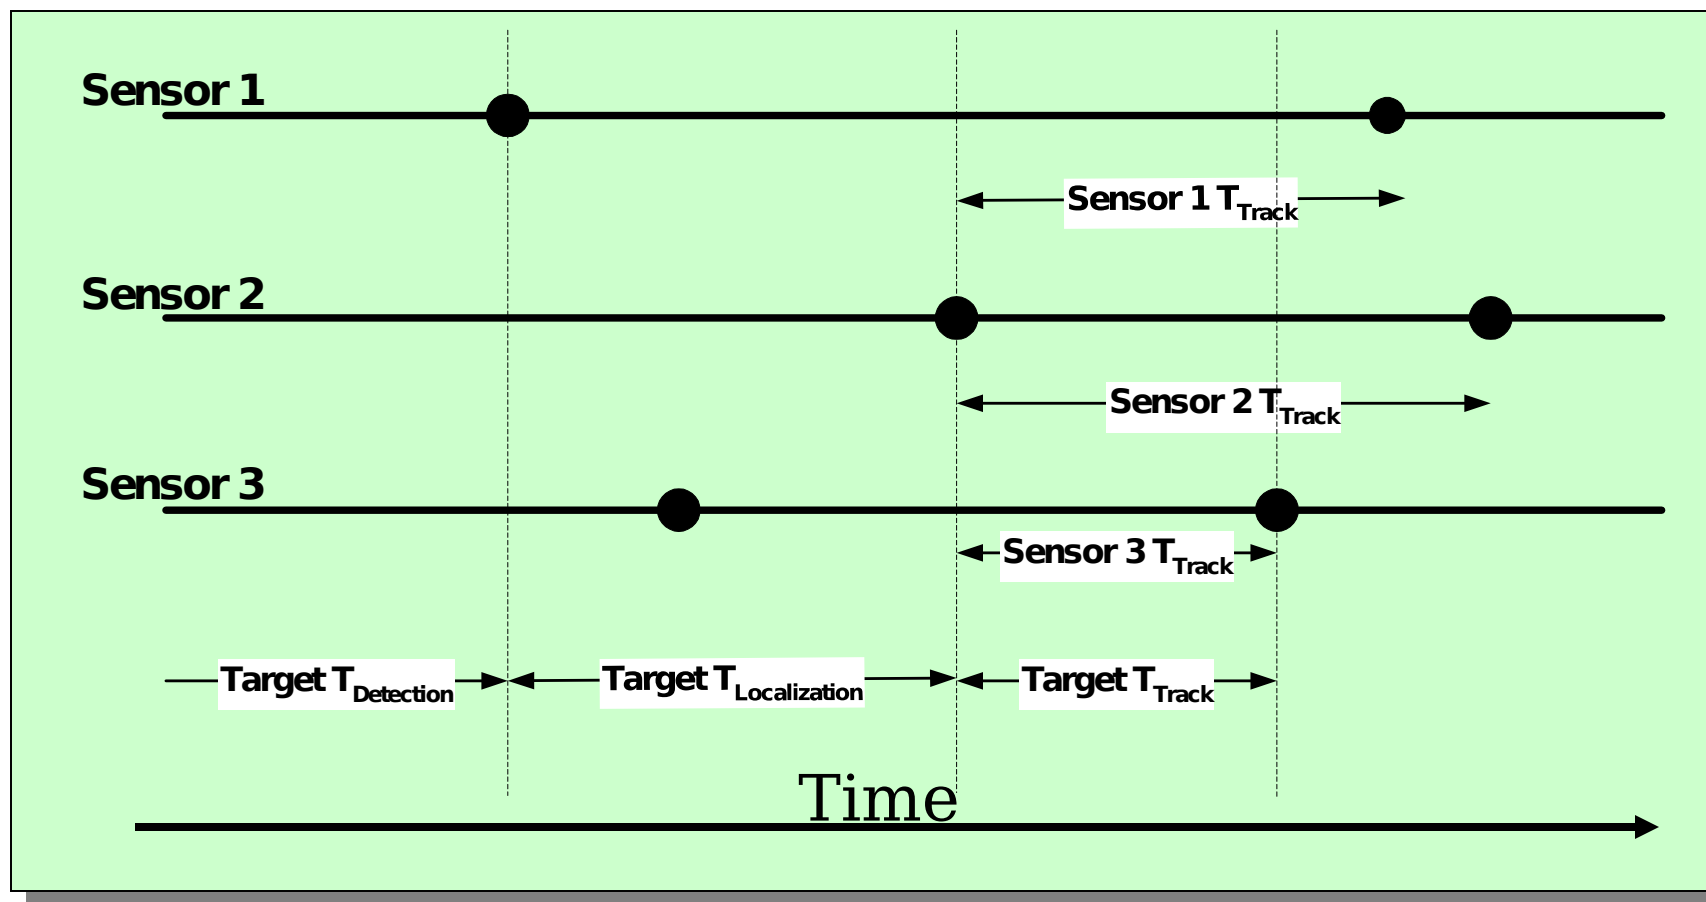 Sensor 1
Sensor 1 TTrack
Sensor 2
Sensor 2 TTrack
Sensor 3
Sensor 3 TTrack
Target TDetection
Target TLocalization
Target TTrack
Time